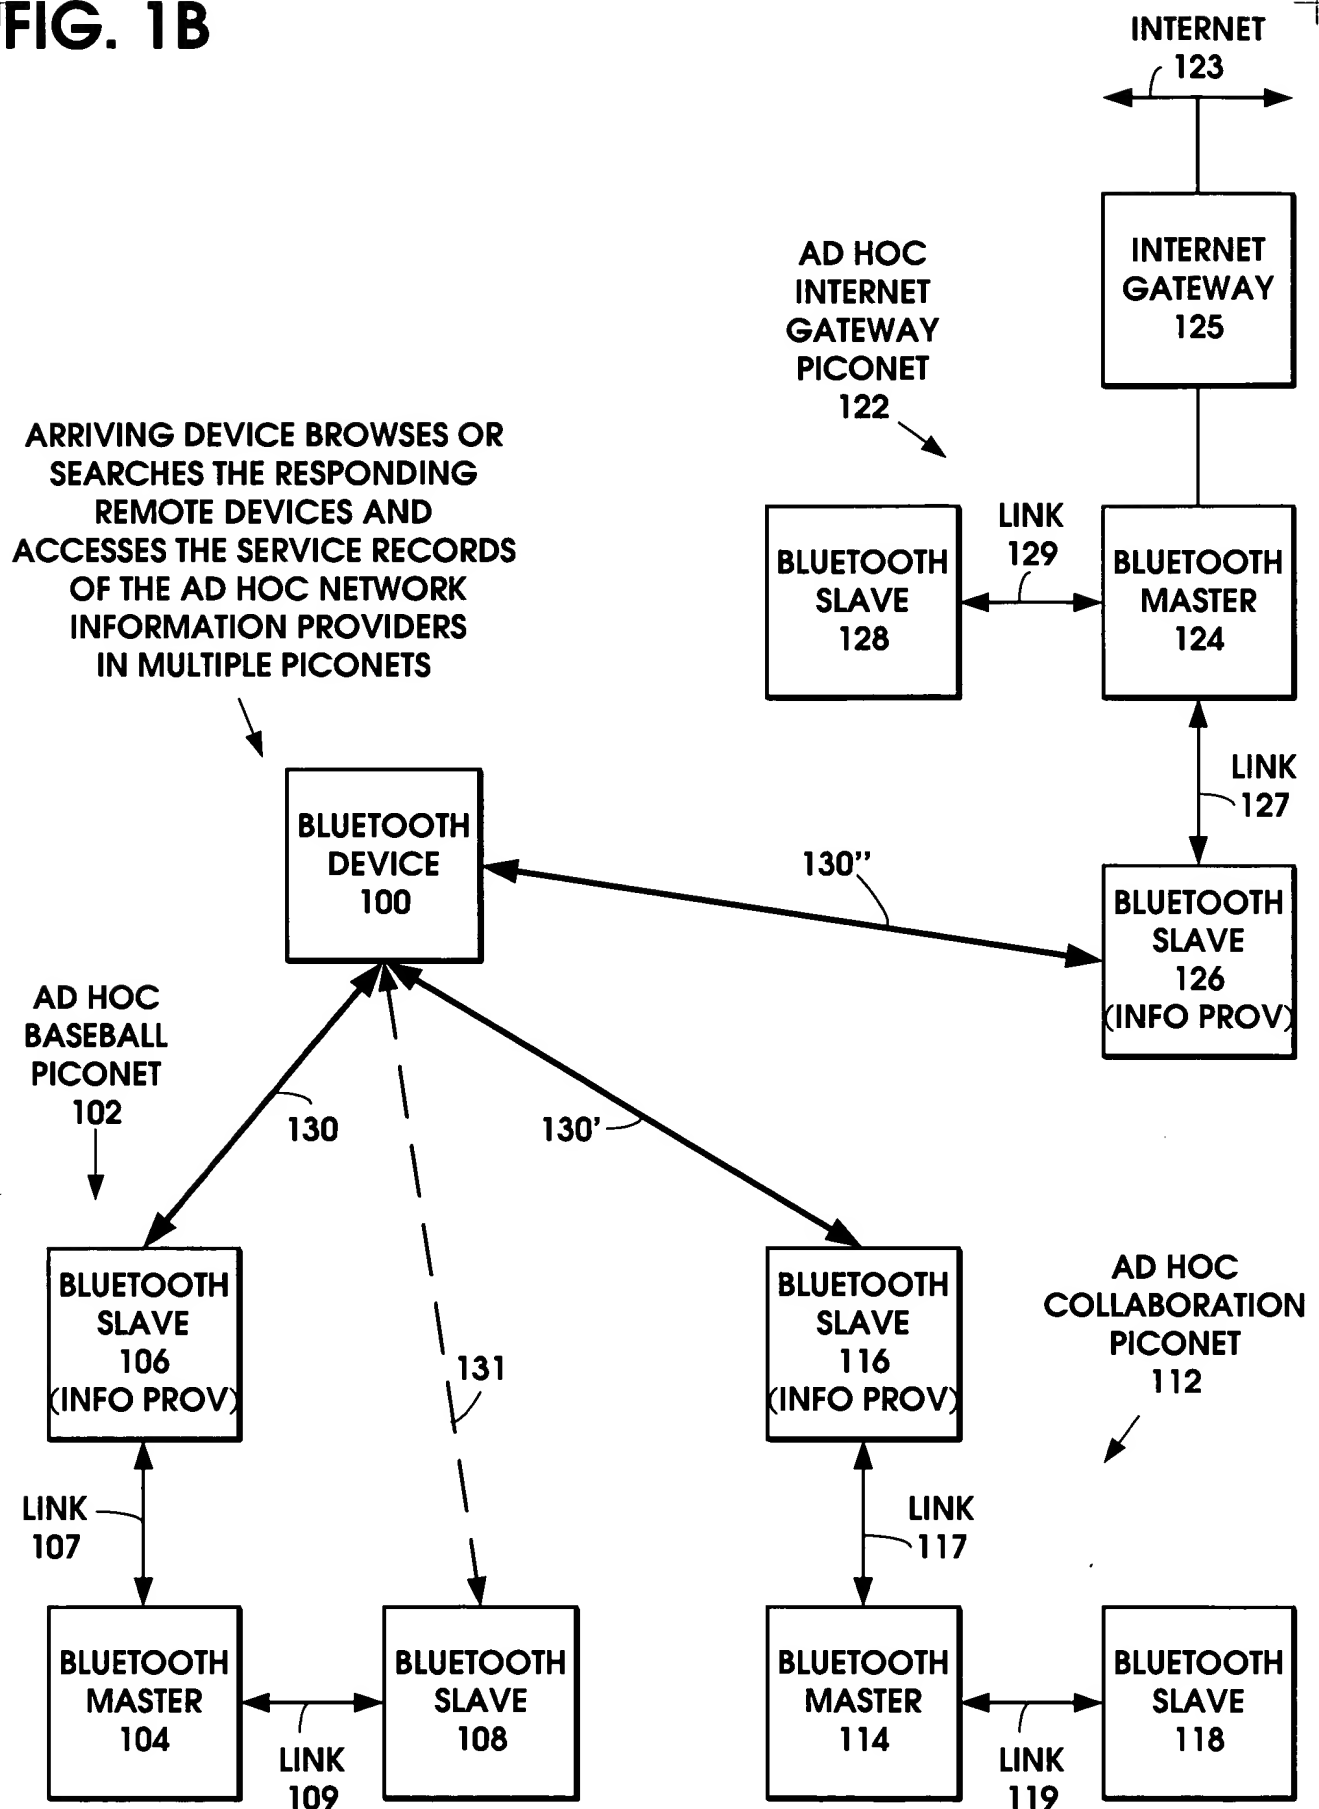 FIG. 1B
INTERNET
123
INTERNET
GATEWAY
125
AD HOC
INTERNET
GATEWAY
PICONET
122
ARRIVING DEVICE BROWSES OR
SEARCHES THE RESPONDING
REMOTE DEVICES AND
ACCESSES THE SERVICE RECORDS
OF THE AD HOC NETWORK
INFORMATION PROVIDERS
IN MULTIPLE PICONETS
BLUETOOTH
SLAVE
128
LINK
129
BLUETOOTH
MASTER
124
LINK
127
BLUETOOTH
DEVICE
100
130''
BLUETOOTH
SLAVE
126
(INFO PROV)
AD HOC
BASEBALL
PICONET
102
130
130'
BLUETOOTH
SLAVE
106
(INFO PROV)
131
BLUETOOTH
SLAVE
116
(INFO PROV)
AD HOC
COLLABORATION
PICONET
112
LINK
107
LINK
117
BLUETOOTH
MASTER
104
LINK
109
BLUETOOTH
SLAVE
108
BLUETOOTH
MASTER
114
LINK
119
BLUETOOTH
SLAVE
118